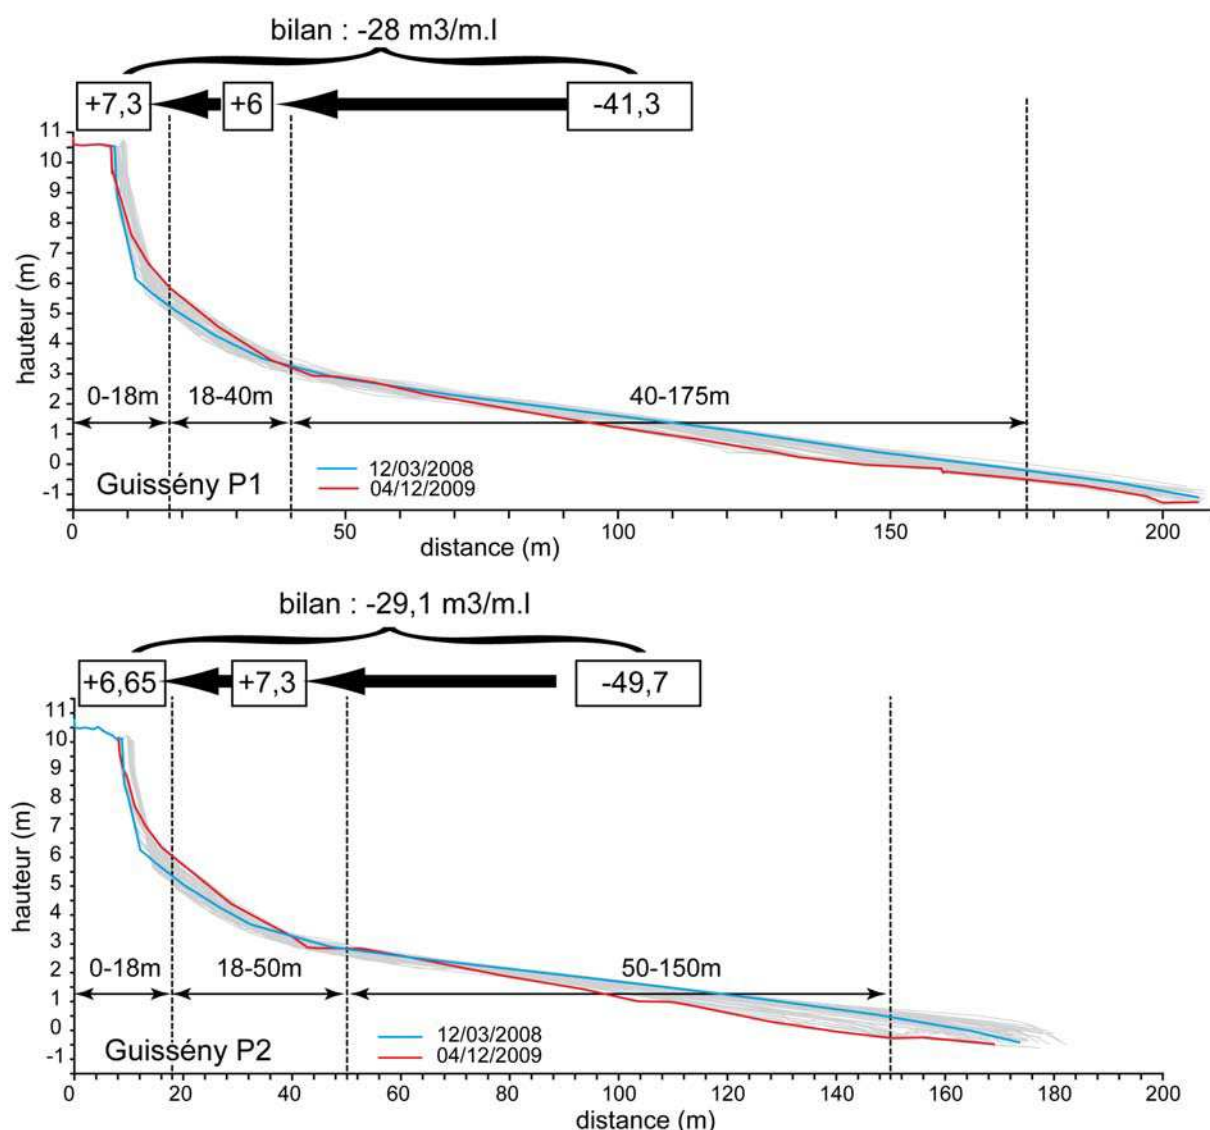 bilan : -28 m3/m.l
+7,3 +6 -41,3
11
10
9
8
7
6
5
4
3
2
1
0
-1
hauteur (m)
0-18m 18-40m 40-175m
Guissény P1
12/03/2008
04/12/2009
0 50 100 150 200
distance (m)
bilan : -29,1 m3/m.l
+6,65 +7,3 -49,7
11
10
9
8
7
6
5
4
3
2
1
0
-1
hauteur (m)
0-18m 18-50m 50-150m
Guissény P2
12/03/2008
04/12/2009
0 20 40 60 80 100 120 140 160 180 200
distance (m)